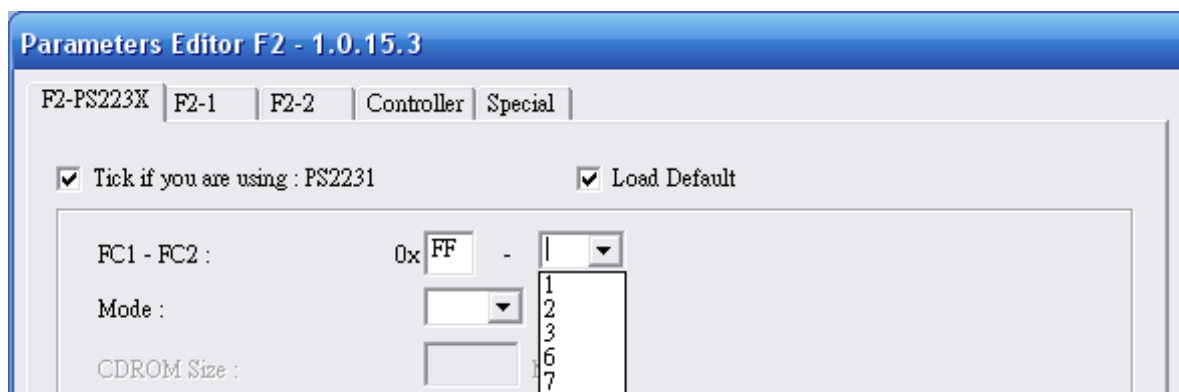 Parameters Editor F2 - 1.0.15.3
F2-PS223X F2-1 F2-2 Controller Special
Tick if you are using : PS2231 Load Default
FC1 - FC2 : 0x FF -
1
Mode : 2
3
CDROM Size : 6
7